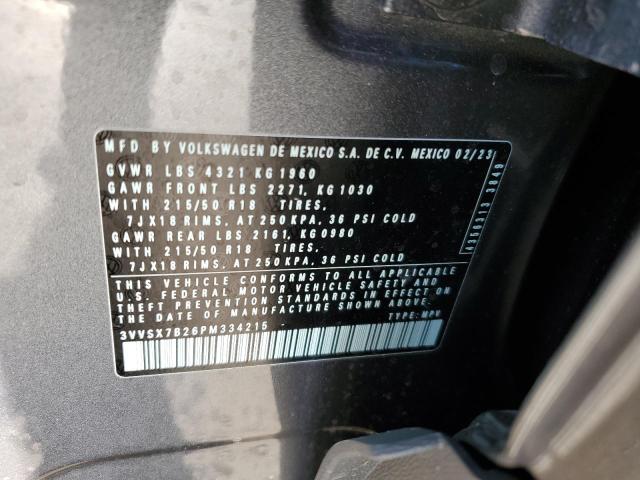 MFD BY VOLKSWAGEN DE MEXICO S.A. DE C.V. MEXICO 02/23
GVWR LBS 4321 KG 1960
GAWR FRONT LBS 2271, KG 1030
WITH 215/50 R18 TIRES,
7JX18 RIMS, AT 250 KPA, 36 PSI COLD
GAWR REAR LBS 2161, KG 0980
WITH 215/50 R18 TIRES,
7JX18 RIMS, AT 250 KPA, 36 PSI COLD
THIS VEHICLE CONFORMS TO ALL APPLICABLE
U.S. FEDERAL MOTOR VEHICLE SAFETY AND
THEFT PREVENTION STANDARDS IN EFFECT ON
THE DATE OF MANUFACTURE SHOWN ABOVE.
3VVSX7B26PM334215 TYPE: MPV
6356313 3849